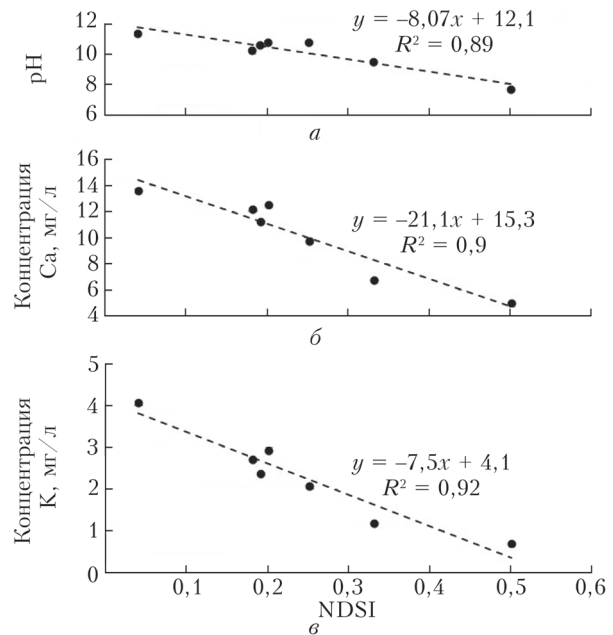 12
10
8
6
pH
y = –8,07x + 12,1
R² = 0,89
а
16
14
12
10
8
6
4
Концентрация
Ca, мг/л
y = –21,1x + 15,3
R² = 0,9
б
5
4
3
2
1
0
Концентрация
K, мг/л
y = –7,5x + 4,1
R² = 0,92
0,1 0,2 0,3 0,4 0,5 0,6
NDSI
в